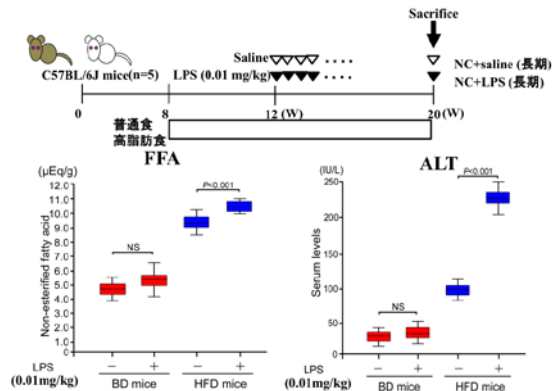 Sacrifice
Saline
C57BL/6J mice(n=5) LPS (0.01 mg/kg)
NC+saline (長期)
NC+LPS (長期)
0 8 12 (W) 20 (W)
普通食
高脂肪食
FFA
(μEq/g)
Non-esterified fatty acid
12.0
11.0
10.0
9.0
8.0
7.0
6.0
5.0
4.0
3.0
2.0
1.0
0
NS
P<0.001
LPS − + − +
(0.01mg/kg) BD mice HFD mice
ALT
(IU/L)
Serum levels
250
200
150
100
50
0
NS
P<0.001
LPS − + − +
(0.01mg/kg) BD mice HFD mice